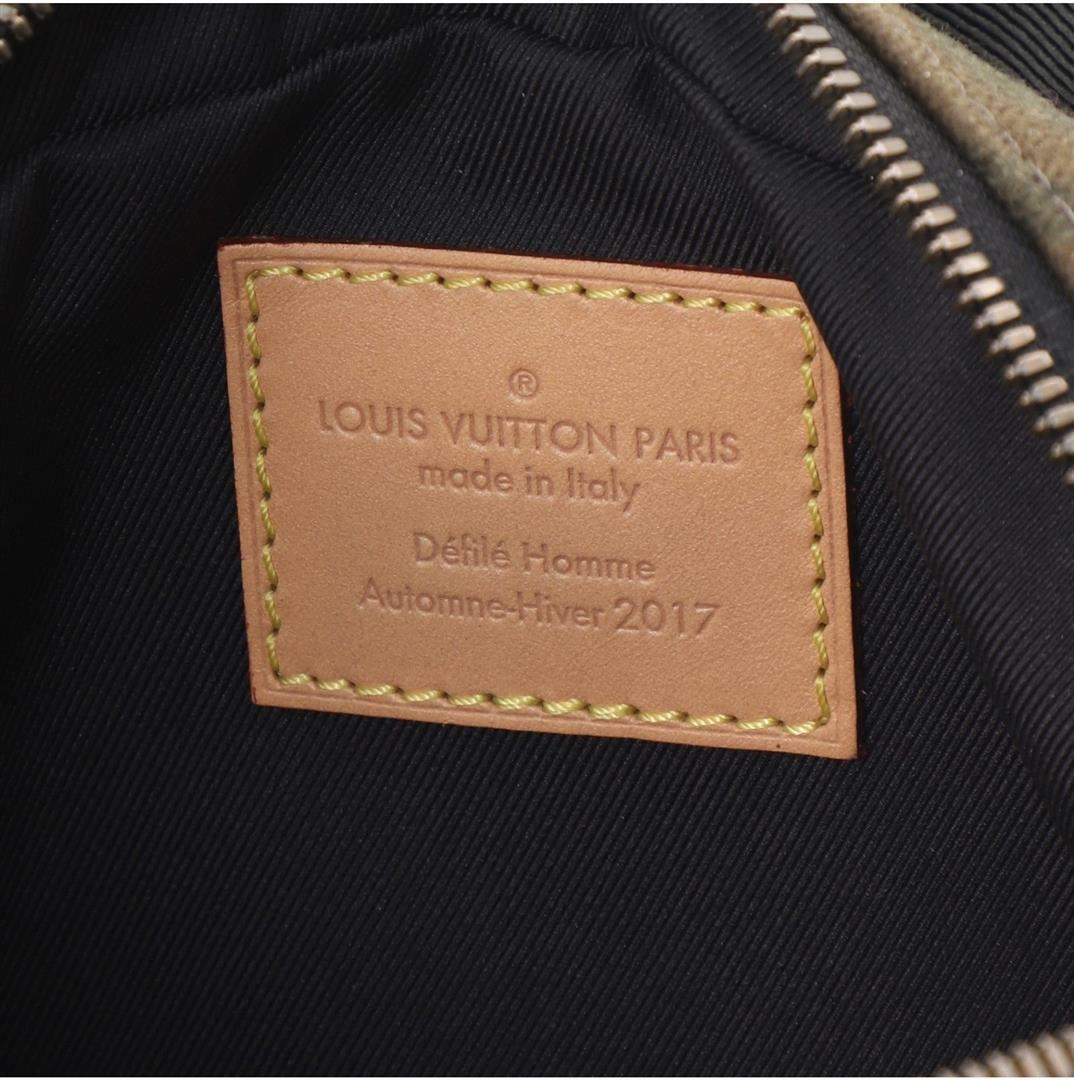 ®
LOUIS VUITTON PARIS
made in Italy
Défilé Homme
Automne-Hiver 2017